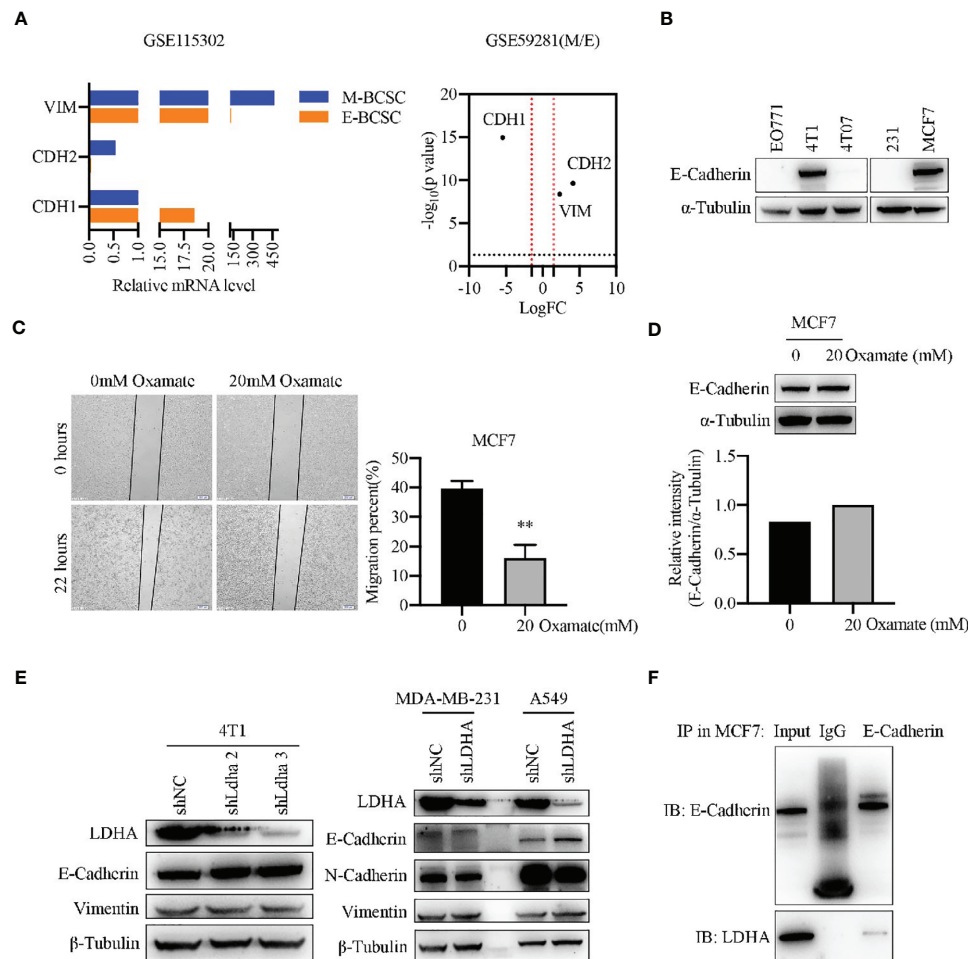 A
GSE115302
VIM
CDH2
CDH1
M-BCSC
E-BCSC
0.0 0.5 1.0 15.0 17.5 20.0 150 300 450
Relative mRNA level
GSE59281(M/E)
-log10(p value)
20
15
10
5
0
CDH1
CDH2
VIM
-10 -5 0 5 10
LogFC
B
EO771 4T1 4T07 231 MCF7
E-Cadherin
α-Tubulin
C
0mM Oxamate 20mM Oxamate
0 hours
22 hours
MCF7
Migration percent(%)
50
40
30
20
10
0
**
0 20 Oxamate(mM)
D
MCF7
0 20 Oxamate (mM)
E-Cadherin
α-Tubulin
Relative intensity
(E-Cadherin/α-Tubulin)
1.5
1.0
0.5
0.0
0 20 Oxamate (mM)
E
4T1
shNC shLdha 2 shLdha 3
LDHA
E-Cadherin
Vimentin
β-Tubulin
MDA-MB-231 A549
shNC shLDHA shNC shLDHA
LDHA
E-Cadherin
N-Cadherin
Vimentin
β-Tubulin
F
IP in MCF7: Input IgG E-Cadherin
IB: E-Cadherin
IB: LDHA